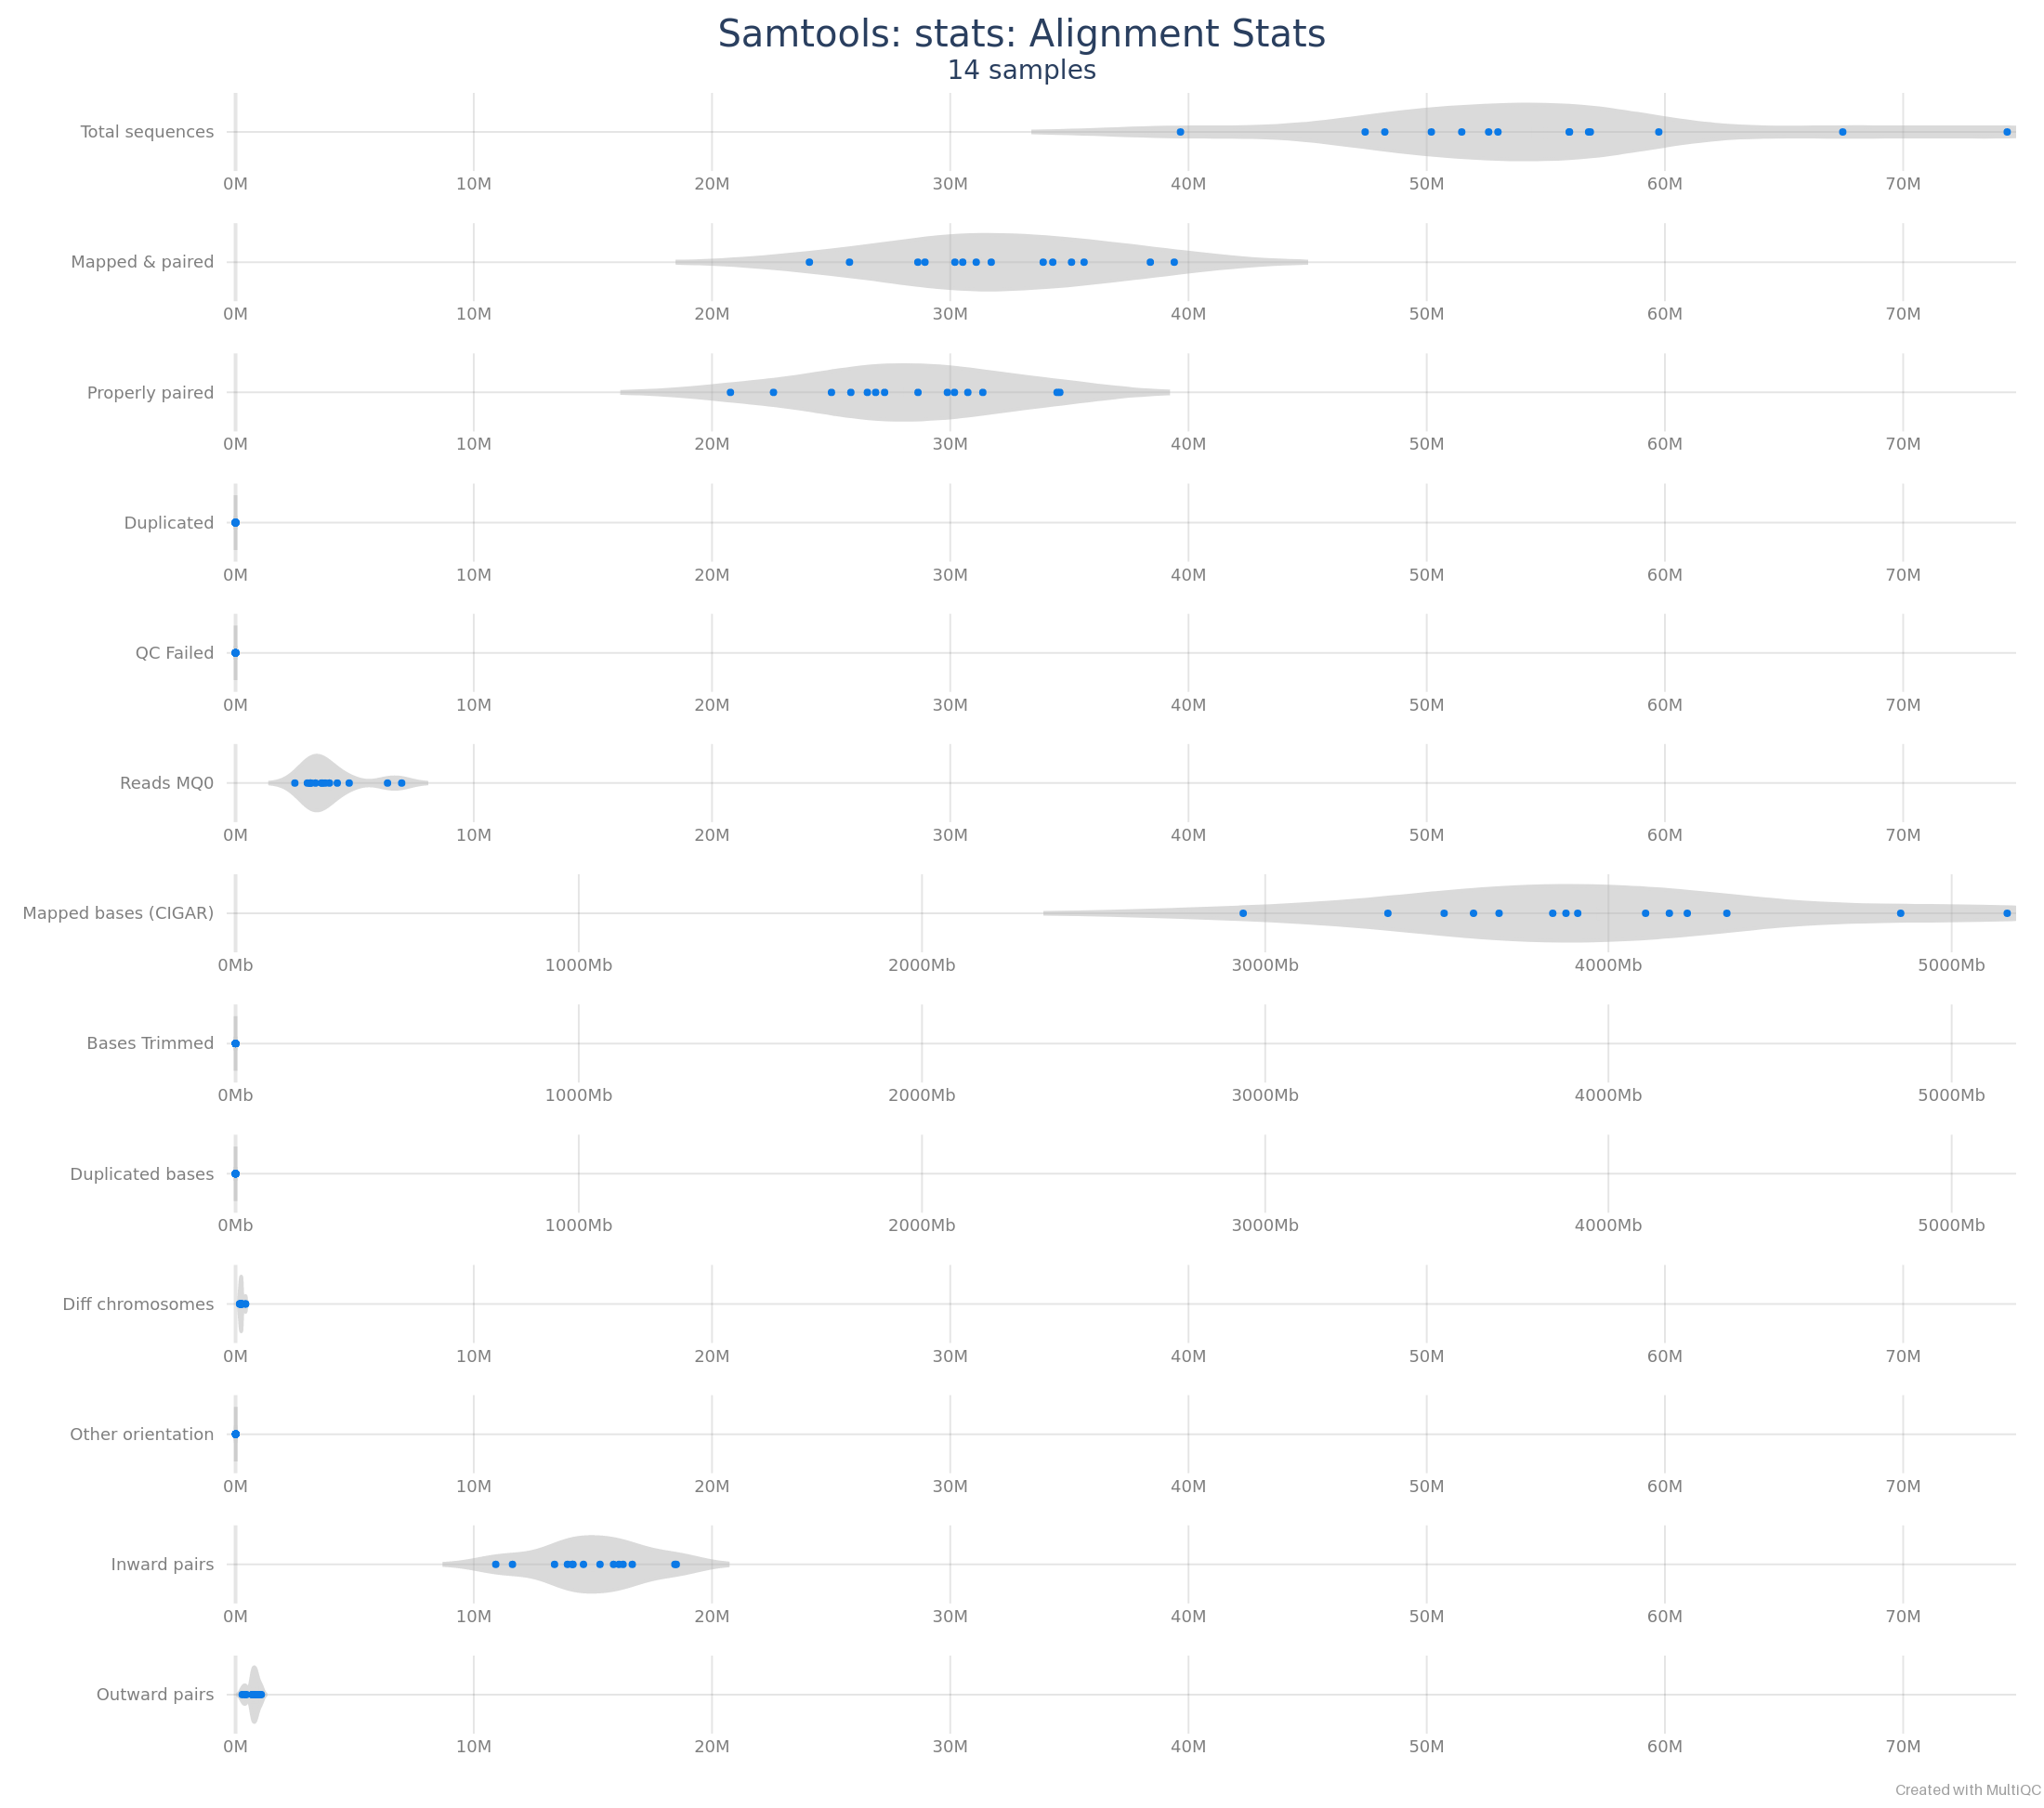 Samtools: stats: Alignment Stats
14 samples
Total sequences
0M 10M 20M 30M 40M 50M 60M 70M
Mapped & paired
0M 10M 20M 30M 40M 50M 60M 70M
Properly paired
0M 10M 20M 30M 40M 50M 60M 70M
Duplicated
0M 10M 20M 30M 40M 50M 60M 70M
QC Failed
0M 10M 20M 30M 40M 50M 60M 70M
Reads MQ0
0M 10M 20M 30M 40M 50M 60M 70M
Mapped bases (CIGAR)
0Mb 1000Mb 2000Mb 3000Mb 4000Mb 5000Mb
Bases Trimmed
0Mb 1000Mb 2000Mb 3000Mb 4000Mb 5000Mb
Duplicated bases
0Mb 1000Mb 2000Mb 3000Mb 4000Mb 5000Mb
Diff chromosomes
0M 10M 20M 30M 40M 50M 60M 70M
Other orientation
0M 10M 20M 30M 40M 50M 60M 70M
Inward pairs
0M 10M 20M 30M 40M 50M 60M 70M
Outward pairs
0M 10M 20M 30M 40M 50M 60M 70M
Created with MultiQC